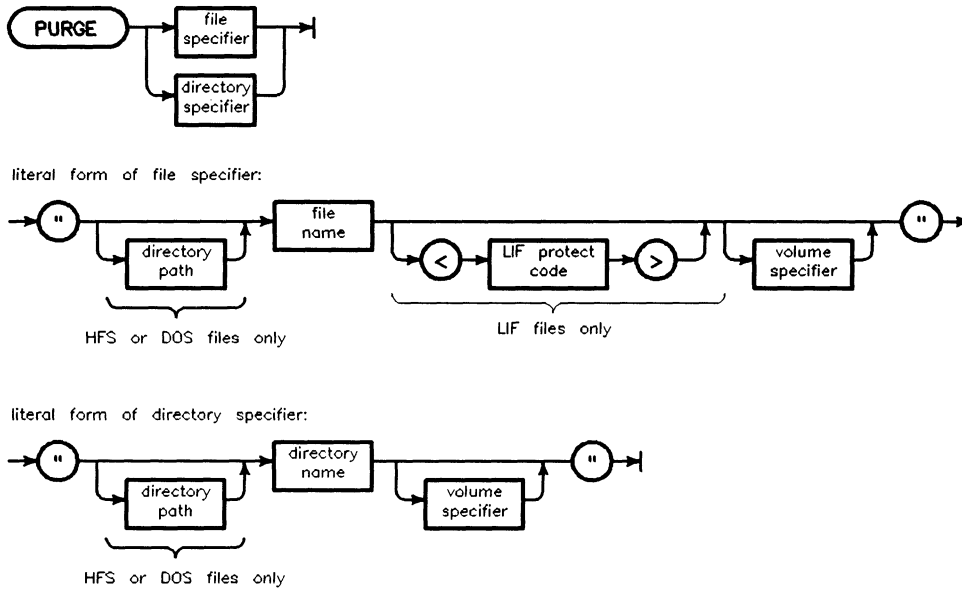 PURGE
file
specifier
directory
specifier
literal form of file specifier:
"
directory
path
file
name
<
LIF protect
code
>
volume
specifier
"
HFS or DOS files only
LIF files only
literal form of directory specifier:
"
directory
path
directory
name
volume
specifier
"
HFS or DOS files only